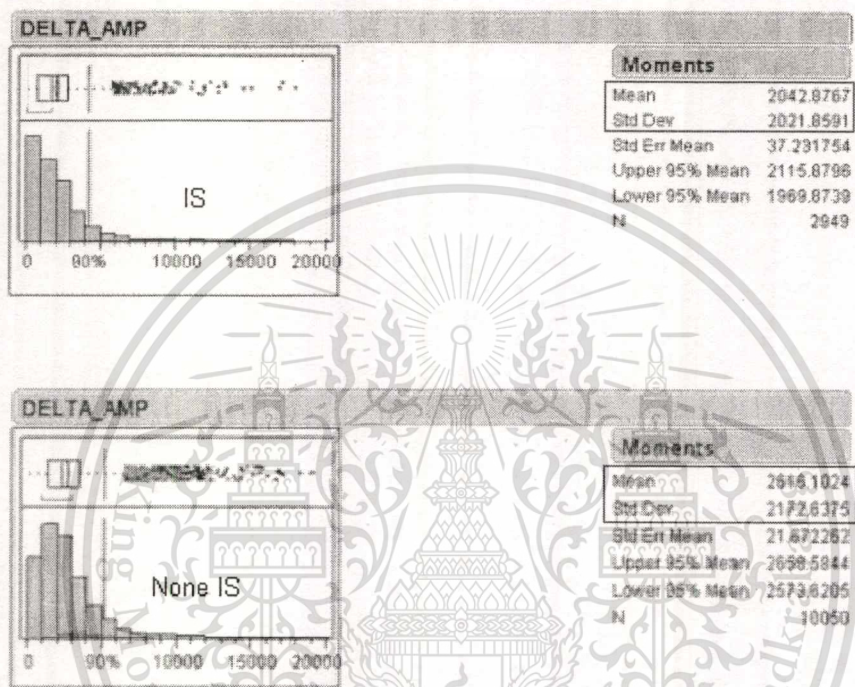 DELTA_AMP
IS
0 90% 10000 15000 20000
Moments
Mean 2042.8767
Std Dev 2021.8591
Std Err Mean 37.231754
Upper 95% Mean 2115.8796
Lower 95% Mean 1969.8739
N 2949
DELTA_AMP
None IS
0 90% 10000 15000 20000
Moments
Mean 2616.1024
Std Dev 2172.6375
Std Err Mean 21.672262
Upper 95% Mean 2658.5844
Lower 95% Mean 2573.6205
N 10050
King